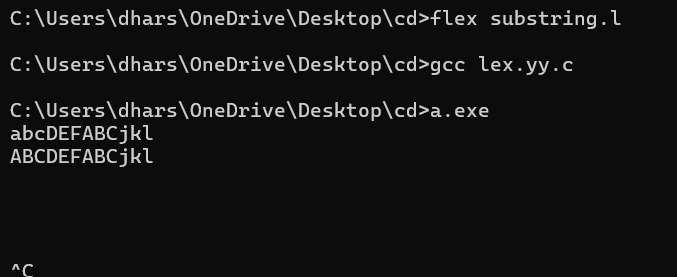 C:\Users\dhars\OneDrive\Desktop\cd>flex substring.l
C:\Users\dhars\OneDrive\Desktop\cd>gcc lex.yy.c
C:\Users\dhars\OneDrive\Desktop\cd>a.exe
abcDEFABCjkl
ABCDEFABCjkl
^C